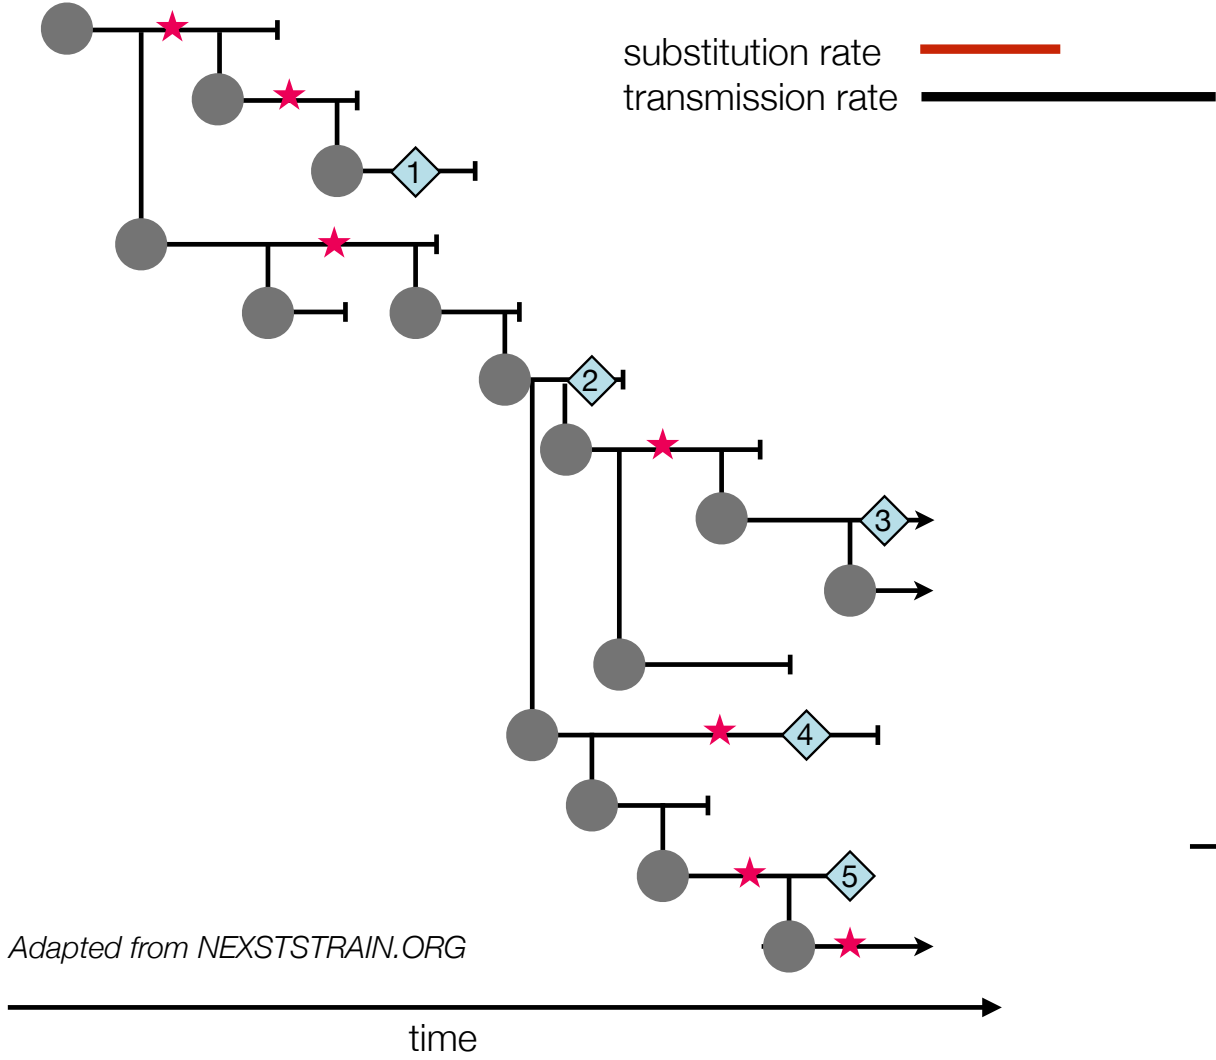 substitution rate
transmission rate
1
2
3
4
5
Adapted from NEXSTSTRAIN.ORG
time